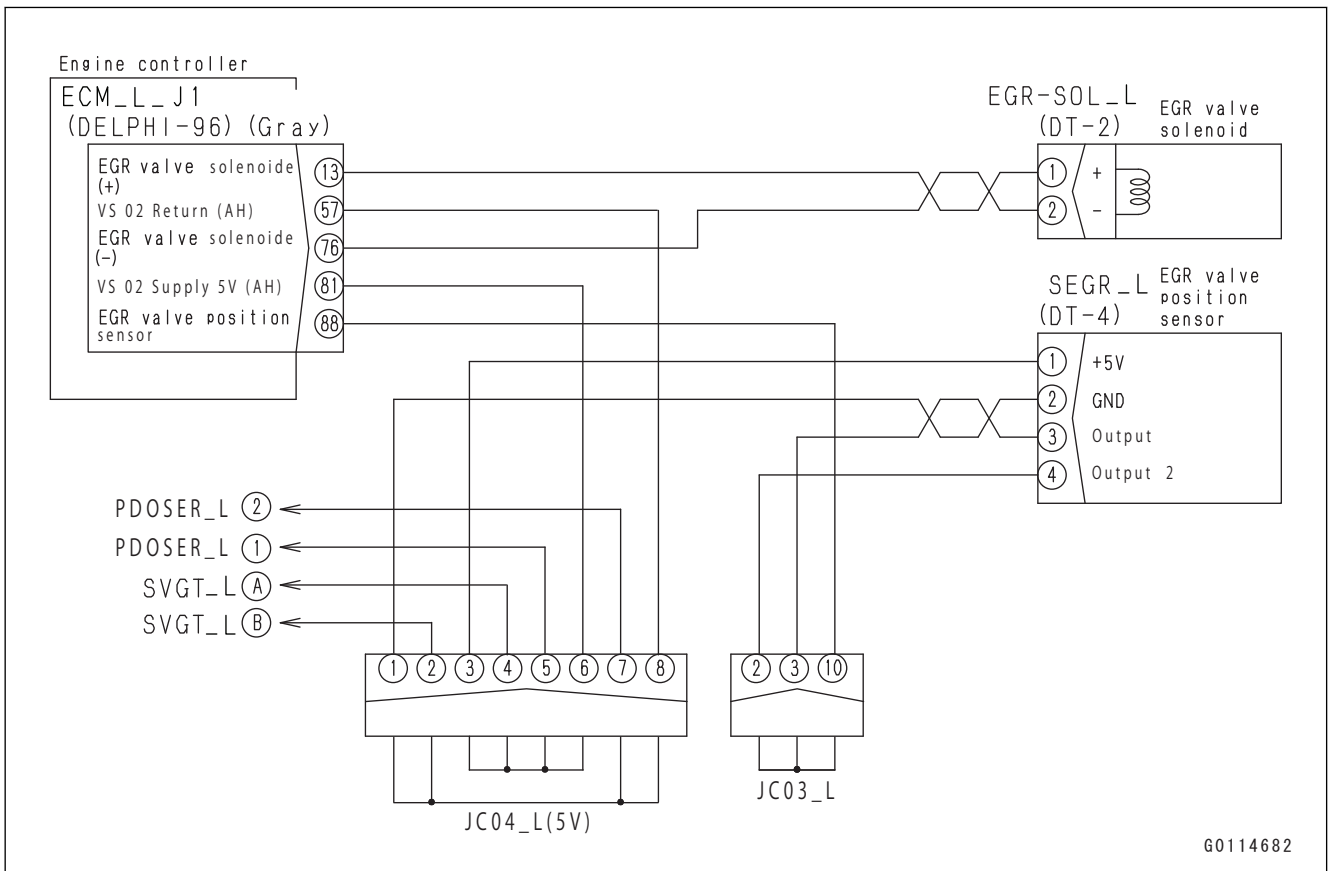 Engine controller
ECM_L_J1
(DELPHI-96) (Gray)
EGR valve solenoide
(+)
13
VS 02 Return (AH)
57
EGR valve solenoide
(-)
76
VS 02 Supply 5V (AH)
81
EGR valve position
sensor
88
EGR-SOL_L
(DT-2)
EGR valve
solenoid
1 +
2 -
SEGR_L
(DT-4)
EGR valve
position
sensor
1 +5V
2 GND
3 Output
4 Output 2
PDOSER_L 2
PDOSER_L 1
SVGT_L A
SVGT_L B
1 2 3 4 5 6 7 8
JC04_L(5V)
2 3 10
JC03_L
G0114682